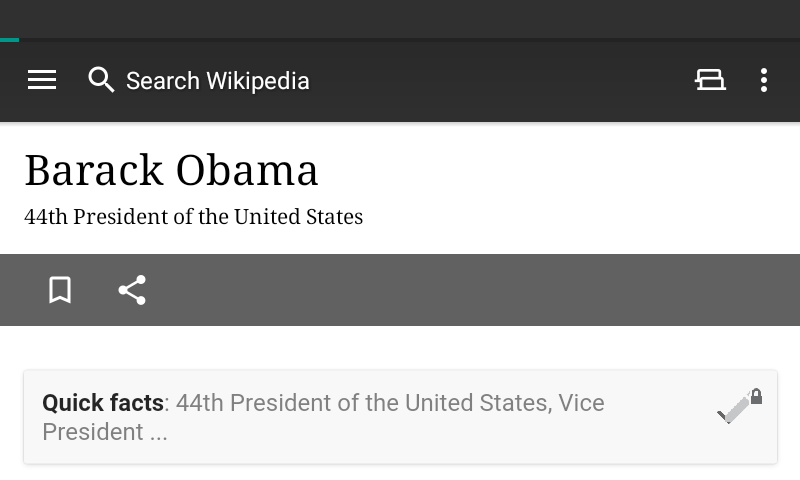 Search Wikipedia
Barack Obama
44th President of the United States
Quick facts: 44th President of the United States, Vice
President ...